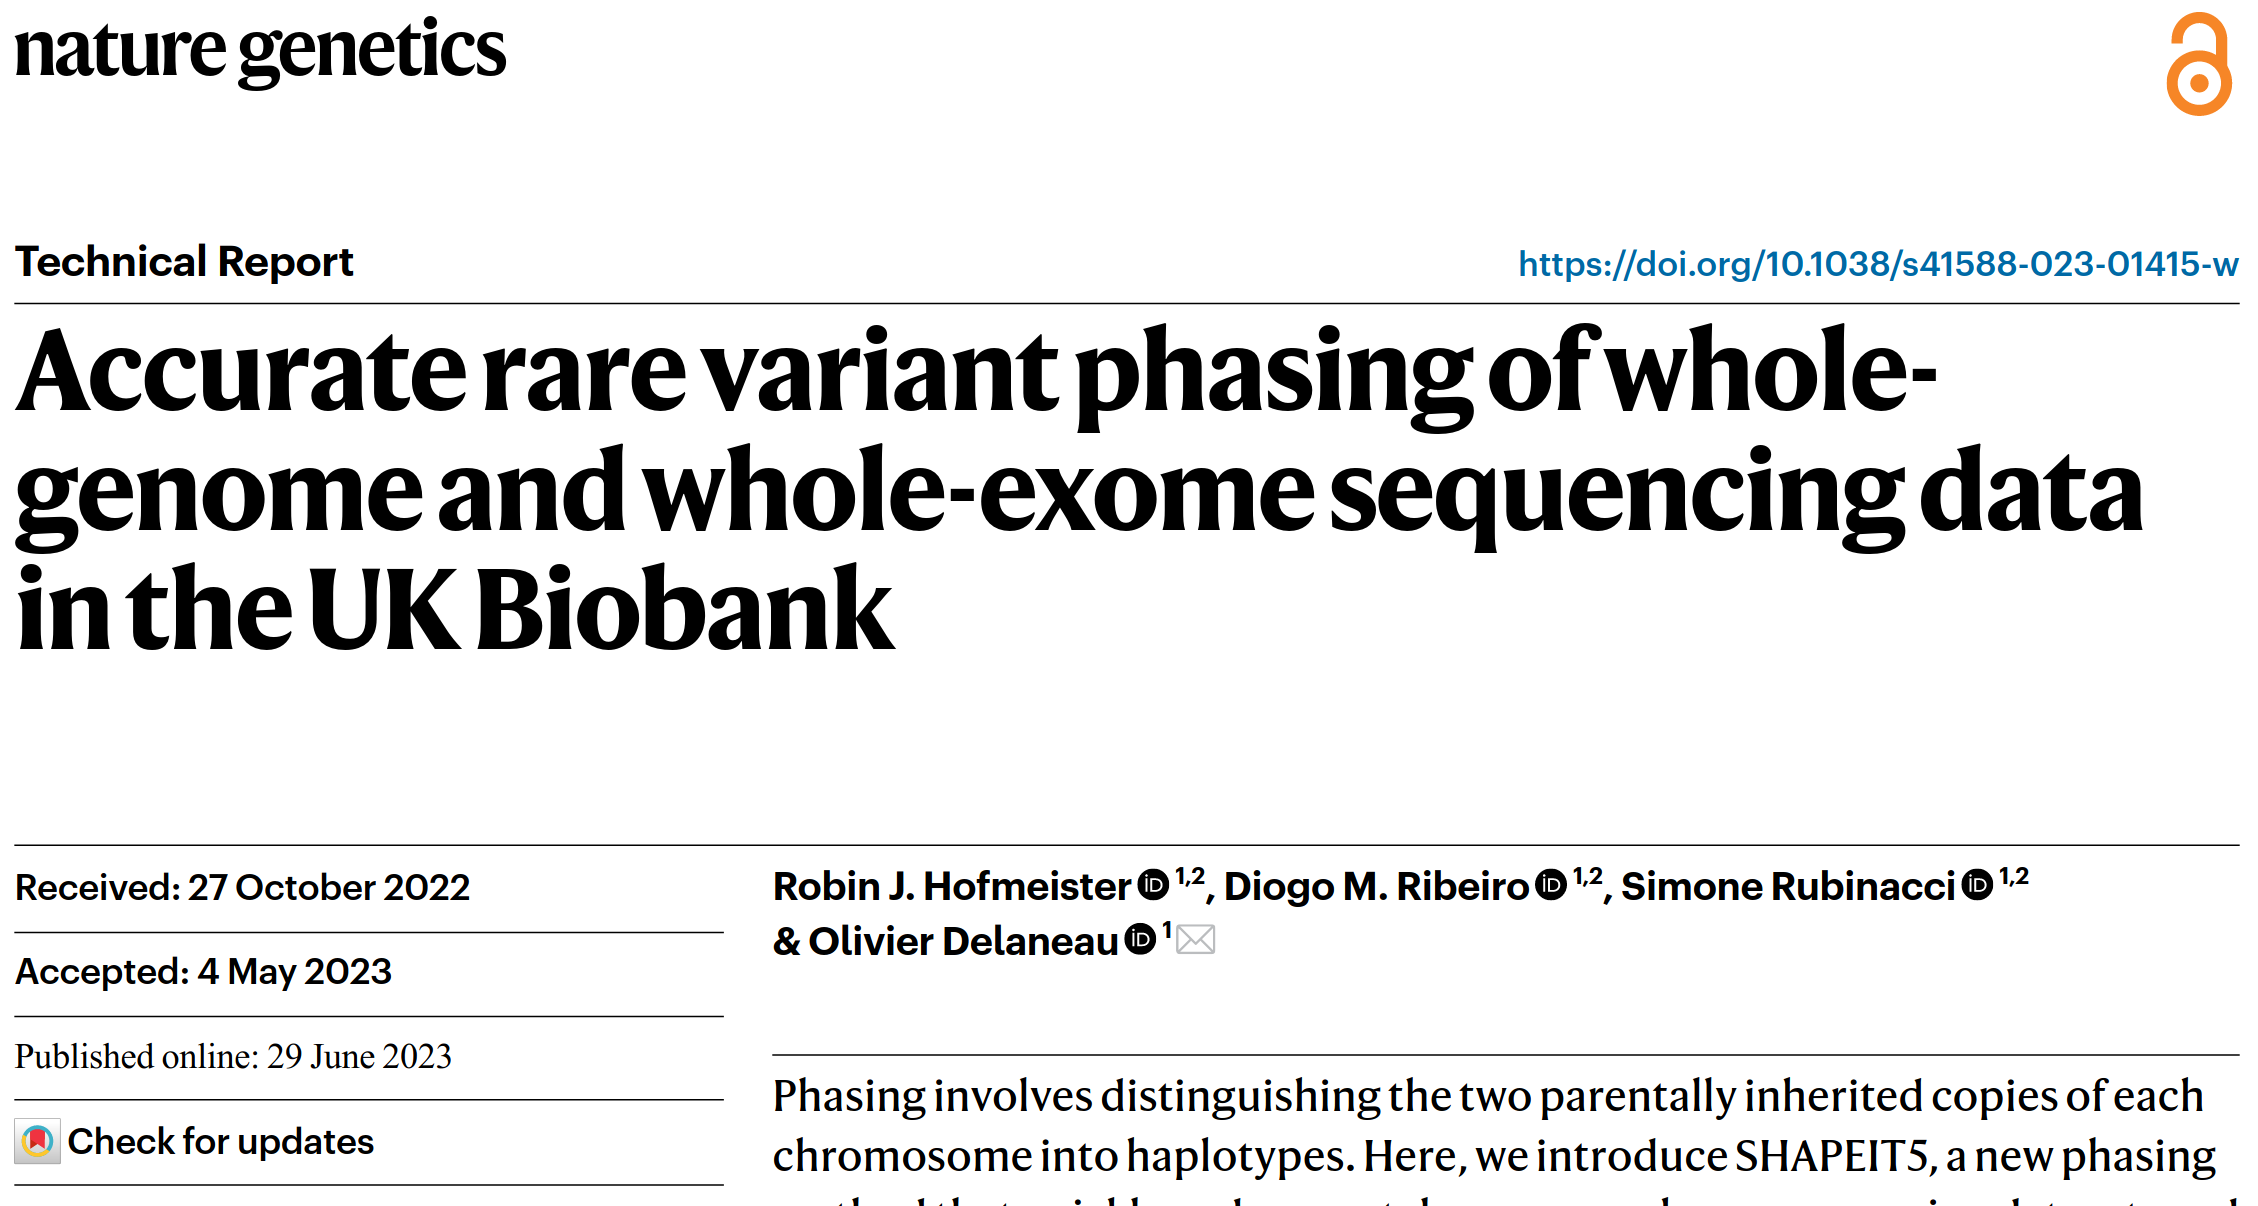 nature genetics
Technical Report
https://doi.org/10.1038/s41588-023-01415-w
Accurate rare variant phasing of whole-
genome and whole-exome sequencing data
in the UK Biobank
Received: 27 October 2022
Accepted: 4 May 2023
Published online: 29 June 2023
Check for updates
Robin J. Hofmeister iD 1,2, Diogo M. Ribeiro iD 1,2, Simone Rubinacci iD 1,2
& Olivier Delaneau iD 1
Phasing involves distinguishing the two parentally inherited copies of each
chromosome into haplotypes. Here, we introduce SHAPEIT5, a new phasing